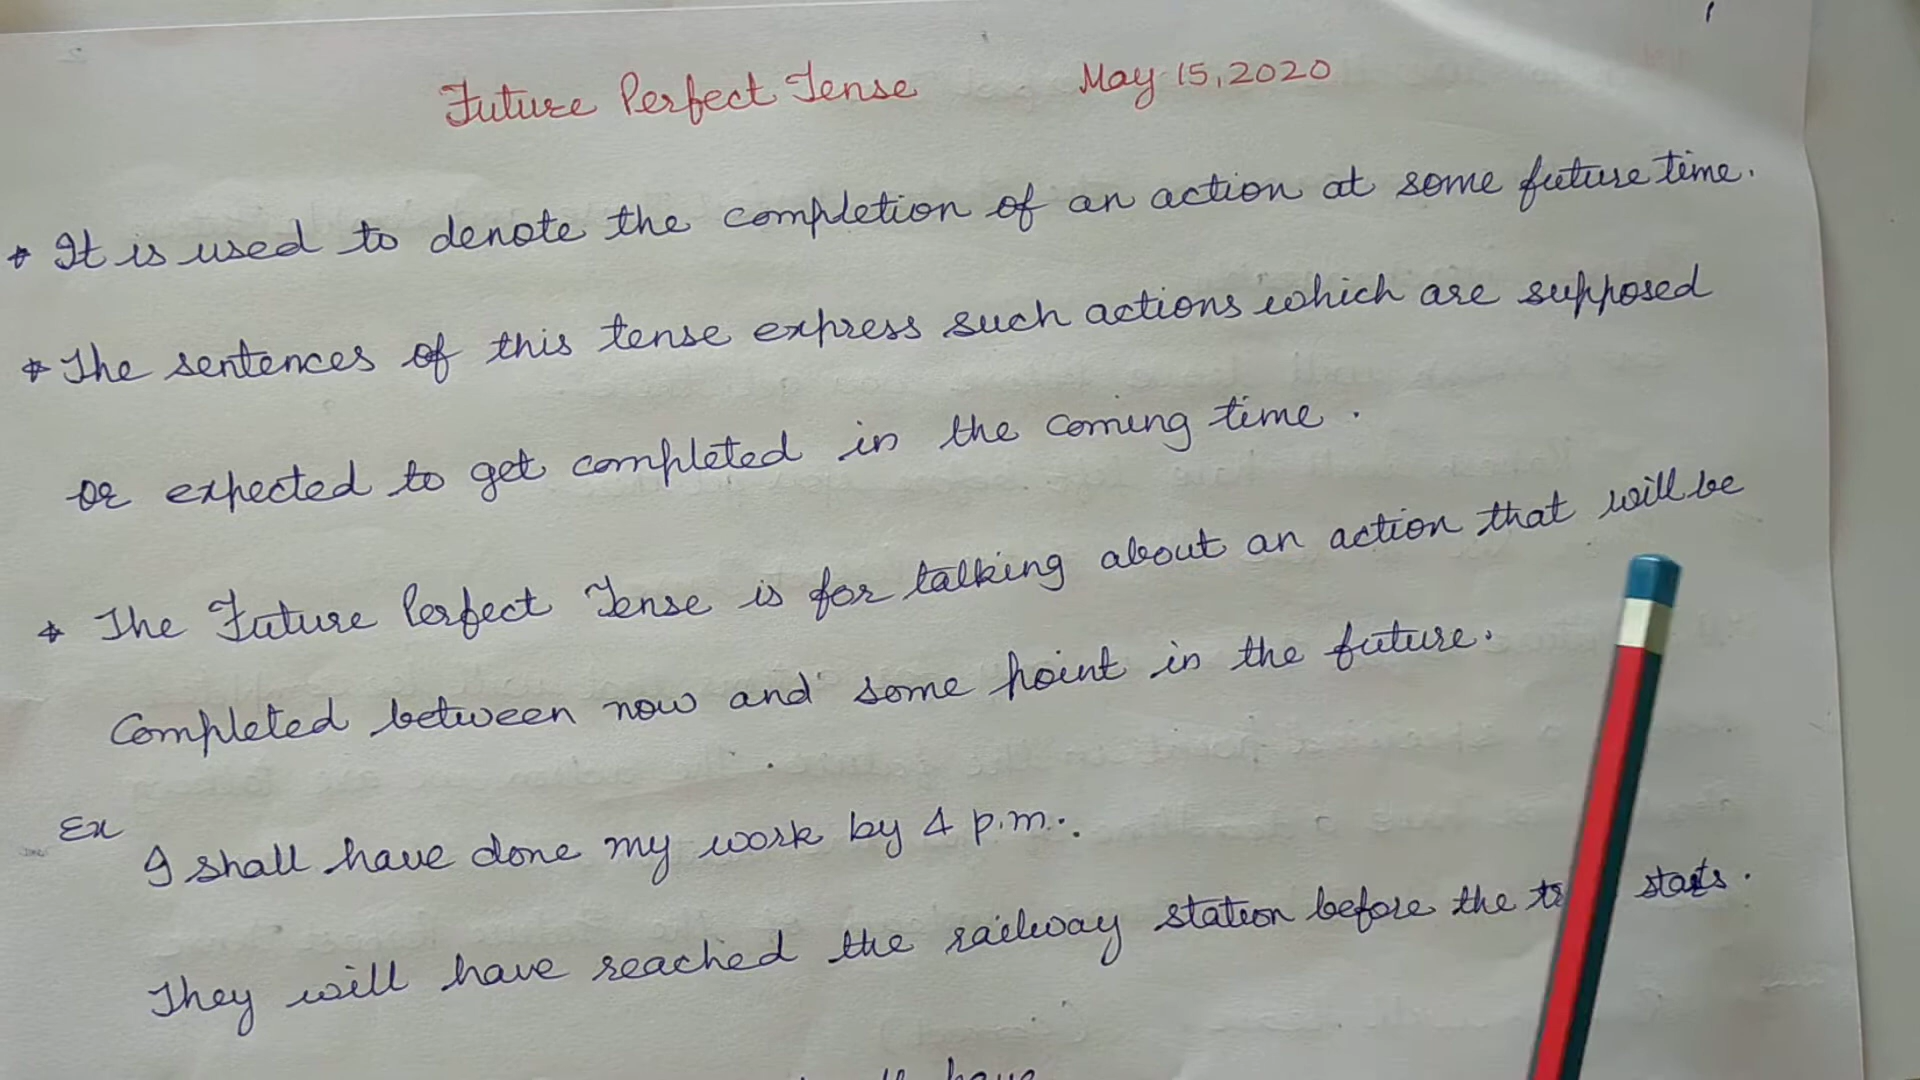 Future Perfect Tense May 15, 2020
* It is used to denote the completion of an action at some future time.
* The sentences of this tense express such actions which are supposed
or expected to get completed in the coming time.
* The Future Perfect Tense is for talking about an action that will be
Completed between now and some point in the future.
Ex
I shall have done my work by 4 p.m..
They will have reached the railway station before the starts.
have